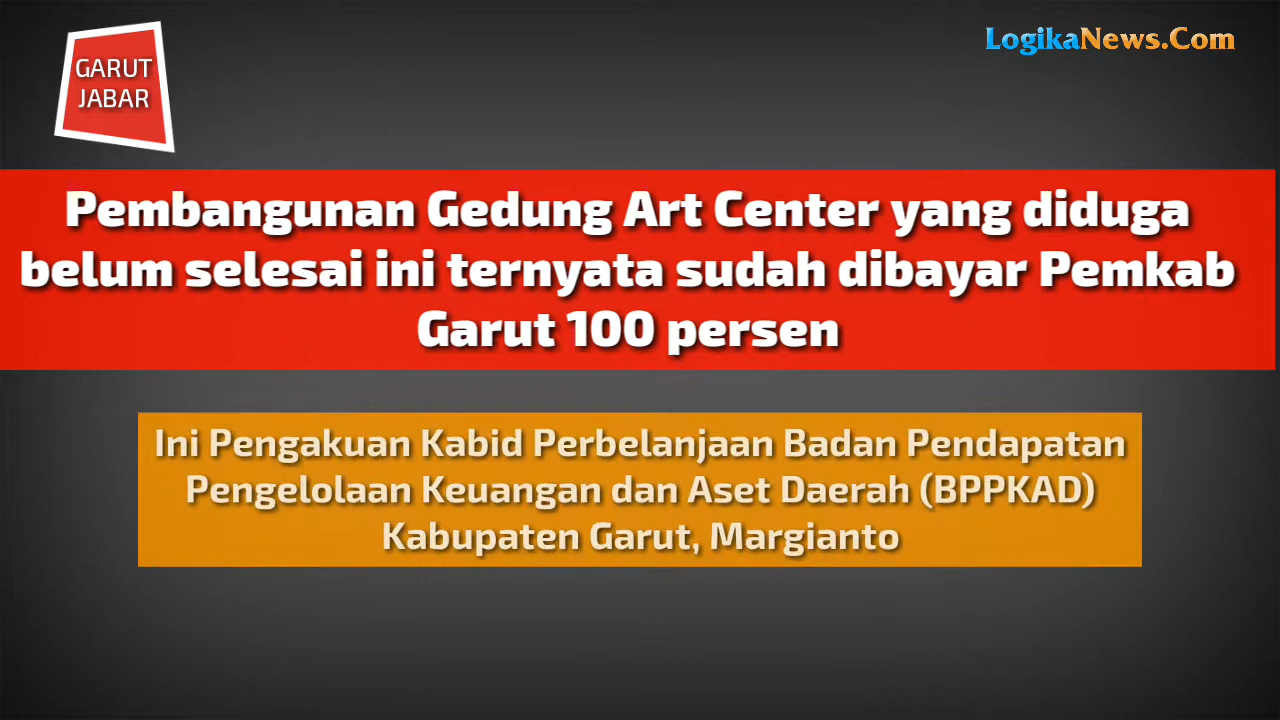 GARUT
JABAR
LogikaNews.Com
Pembangunan Gedung Art Center yang diduga
belum selesai ini ternyata sudah dibayar Pemkab
Garut 100 persen
Ini Pengakuan Kabid Perbelanjaan Badan Pendapatan
Pengelolaan Keuangan dan Aset Daerah (BPPKAD)
Kabupaten Garut, Margianto